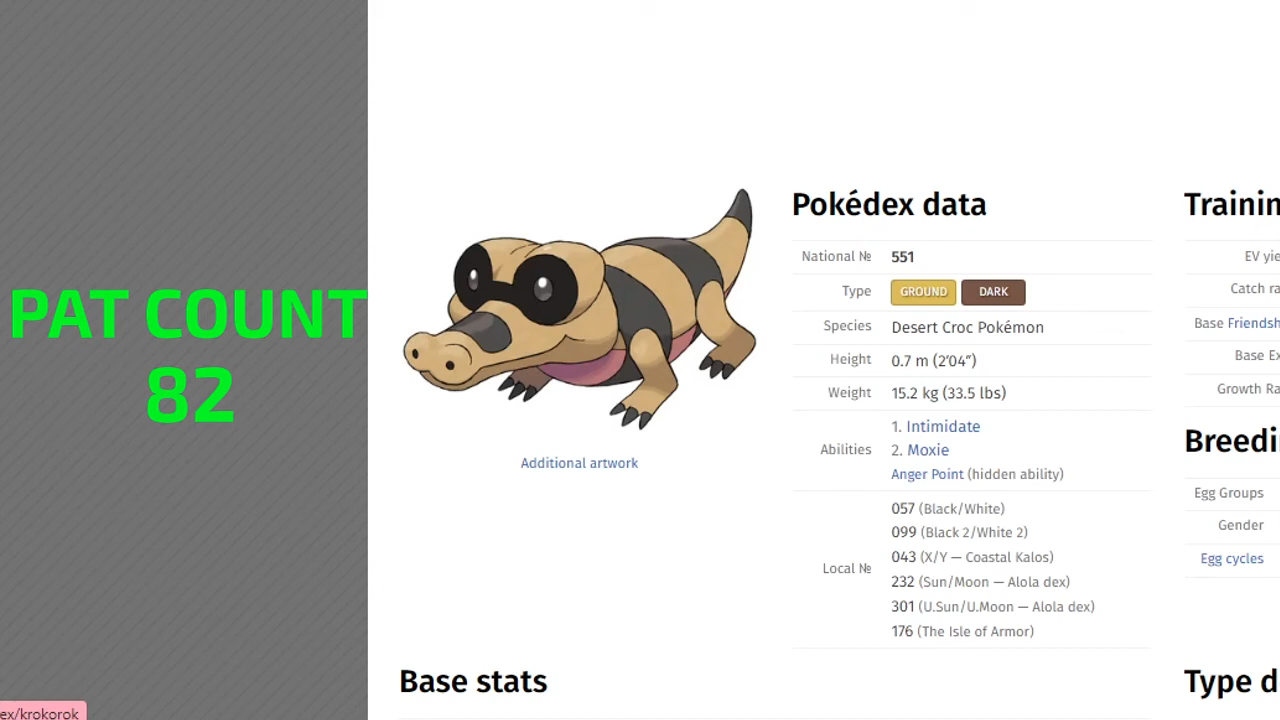 PAT COUNT
82
Additional artwork
Pokédex data
National № 551
Type GROUND DARK
Species Desert Croc Pokémon
Height 0.7 m (2′04″)
Weight 15.2 kg (33.5 lbs)
Abilities 1. Intimidate
2. Moxie
Anger Point (hidden ability)
Local № 057 (Black/White)
099 (Black 2/White 2)
043 (X/Y — Coastal Kalos)
232 (Sun/Moon — Alola dex)
301 (U.Sun/U.Moon — Alola dex)
176 (The Isle of Armor)
Trainin
EV yie
Catch ra
Base Friendsh
Base Ex
Growth Ra
Breedi
Egg Groups
Gender
Egg cycles
Base stats
Type d
ex/krokorok